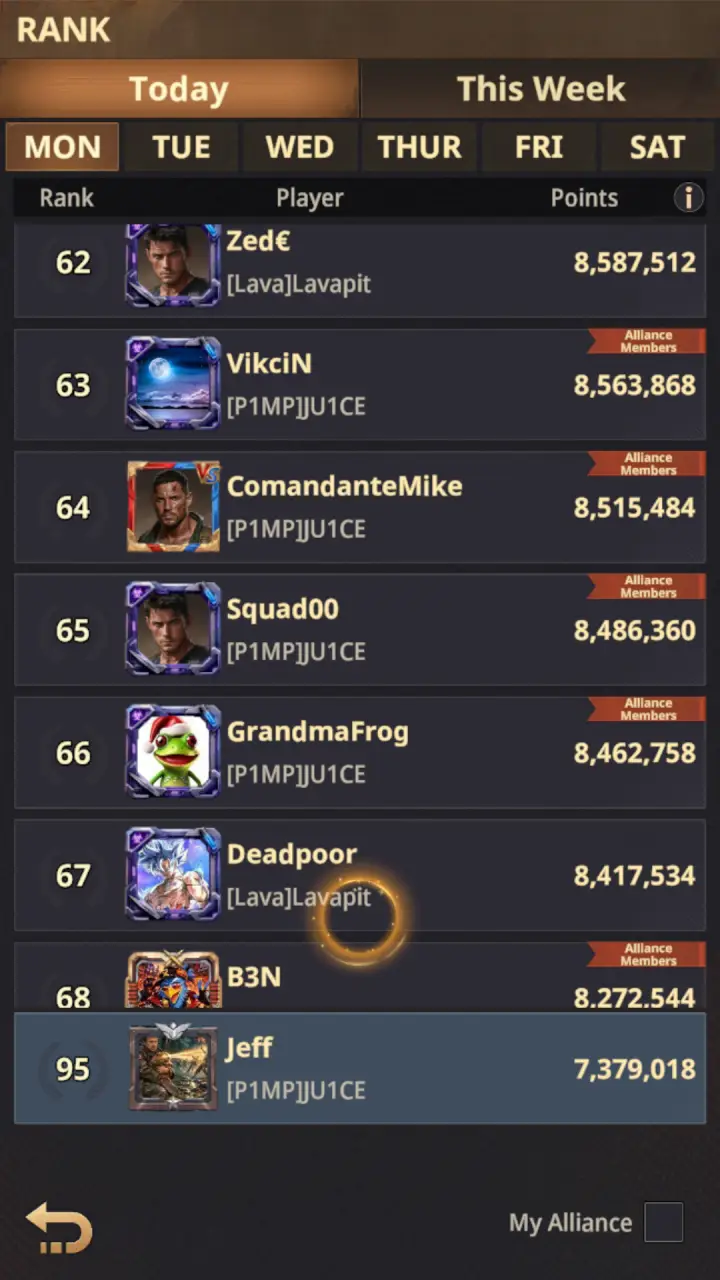 RANK
Today This Week
MON TUE WED THUR FRI SAT
Rank Player Points i
62 Zed€ 8,587,512
[Lava]Lavapit
Alliance Members
63 VikciN 8,563,868
[P1MP]JU1CE
Alliance Members
VS
64 ComandanteMike 8,515,484
[P1MP]JU1CE
Alliance Members
65 Squad00 8,486,360
[P1MP]JU1CE
Alliance Members
66 GrandmaFrog 8,462,758
[P1MP]JU1CE
67 Deadpoor 8,417,534
[Lava]Lavapit
Alliance Members
68 B3N 8,272,544
95 Jeff 7,379,018
[P1MP]JU1CE
My Alliance